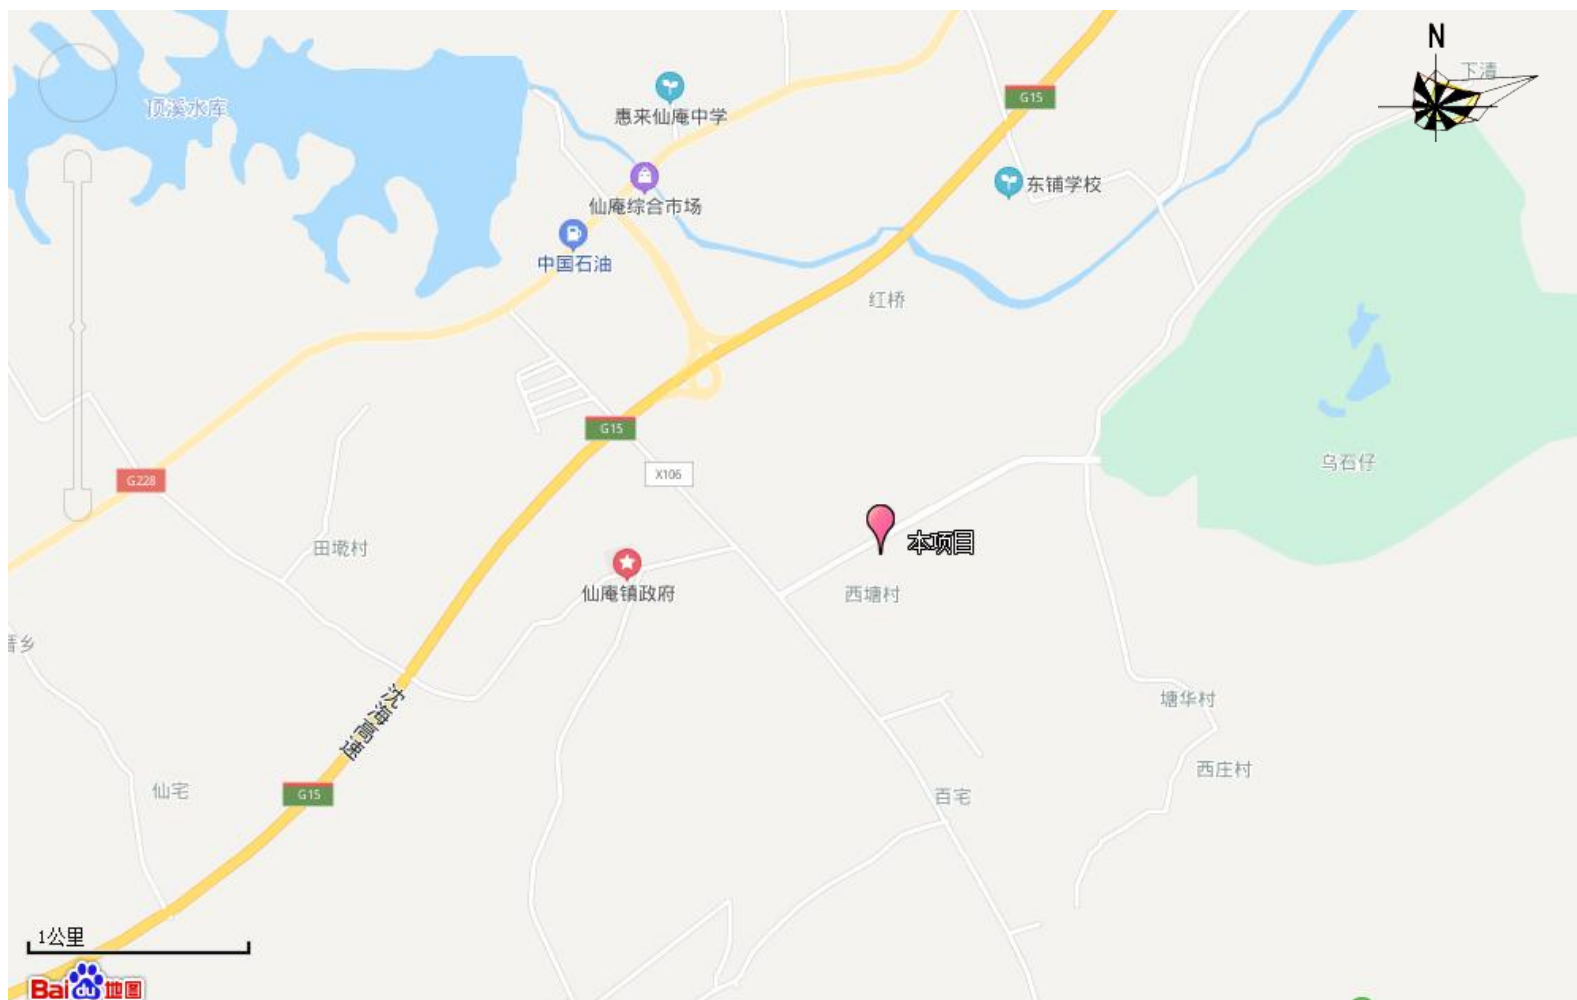 N
下清
G15
顶溪水库
惠来仙庵中学
东铺学校
仙庵综合市场
中国石油
红桥
G15
乌石仔
X106
G228
本项目
田墘村
仙庵镇政府
西塘村
沈海高速
塘华村
西庄村
仙宅
G15
百宅
1公里
Bai du 地图